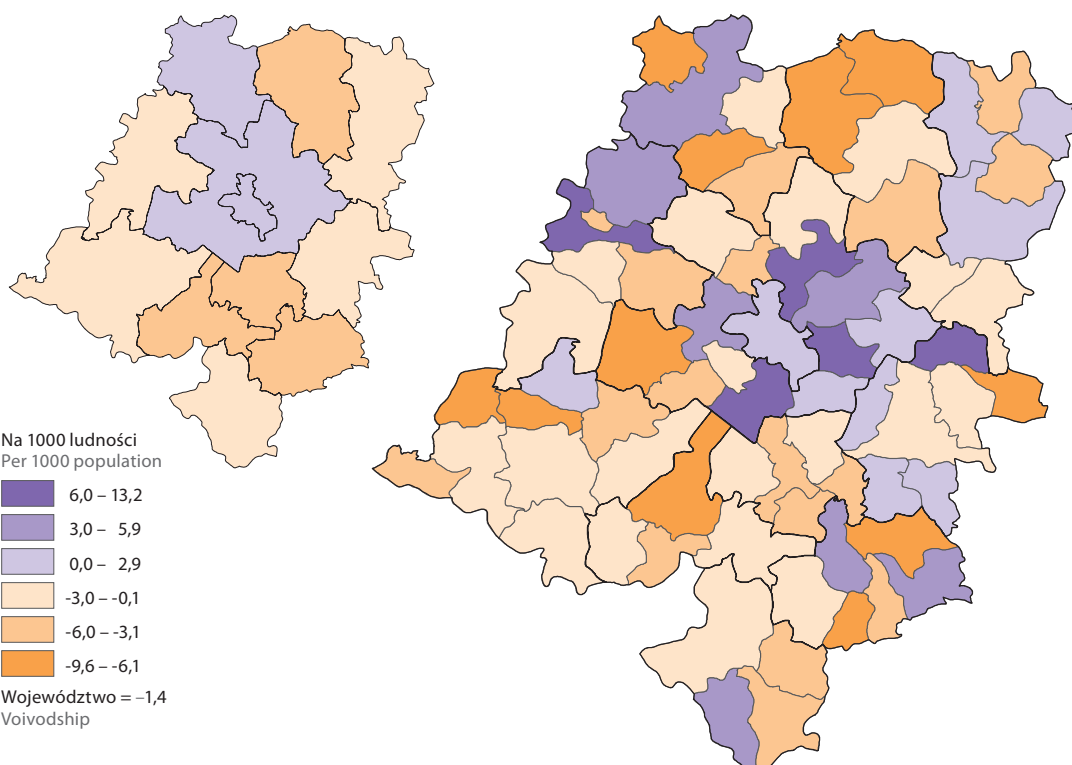 Na 1000 ludności
Per 1000 population
6,0 – 13,2
3,0 – 5,9
0,0 – 2,9
-3,0 – -0,1
-6,0 – -3,1
-9,6 – -6,1
Województwo = –1,4
Voivodship